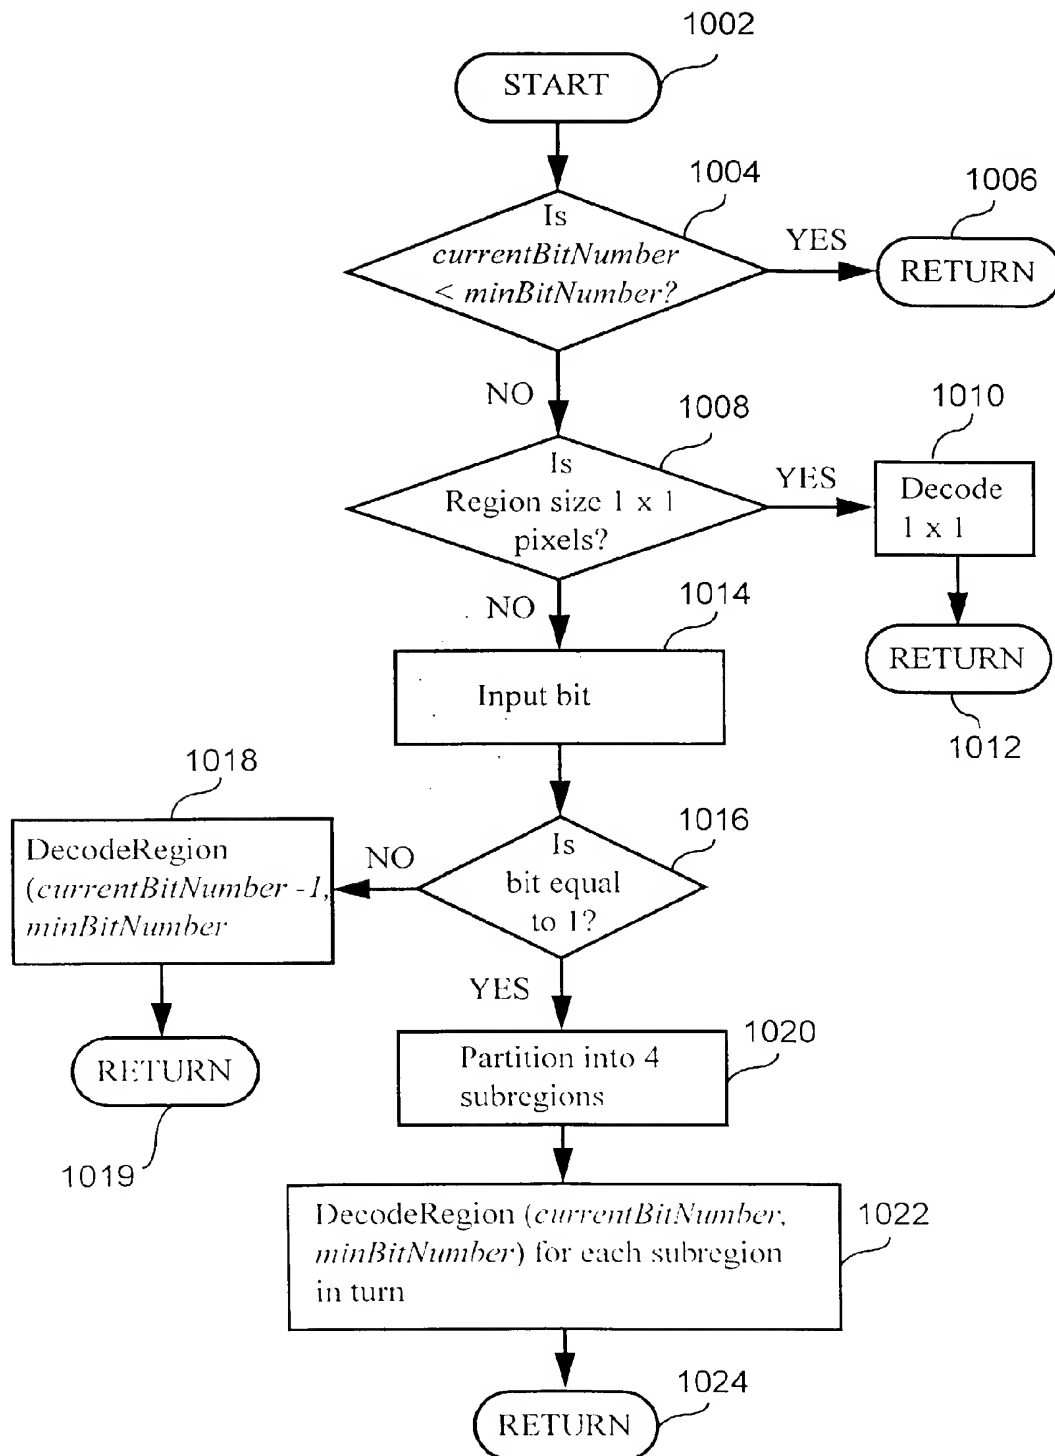 1002
START
1004
Is
currentBitNumber
< minBitNumber?
YES
1006
RETURN
NO
1008
Is
Region size 1 x 1
pixels?
YES
1010
Decode
1 x 1
NO
1014
RETURN
1012
Input bit
1018
DecodeRegion
(currentBitNumber -1,
minBitNumber
NO
1016
Is
bit equal
to 1?
YES
RETURN
1019
1020
Partition into 4
subregions
DecodeRegion (currentBitNumber,
minBitNumber) for each subregion
in turn
1022
1024
RETURN